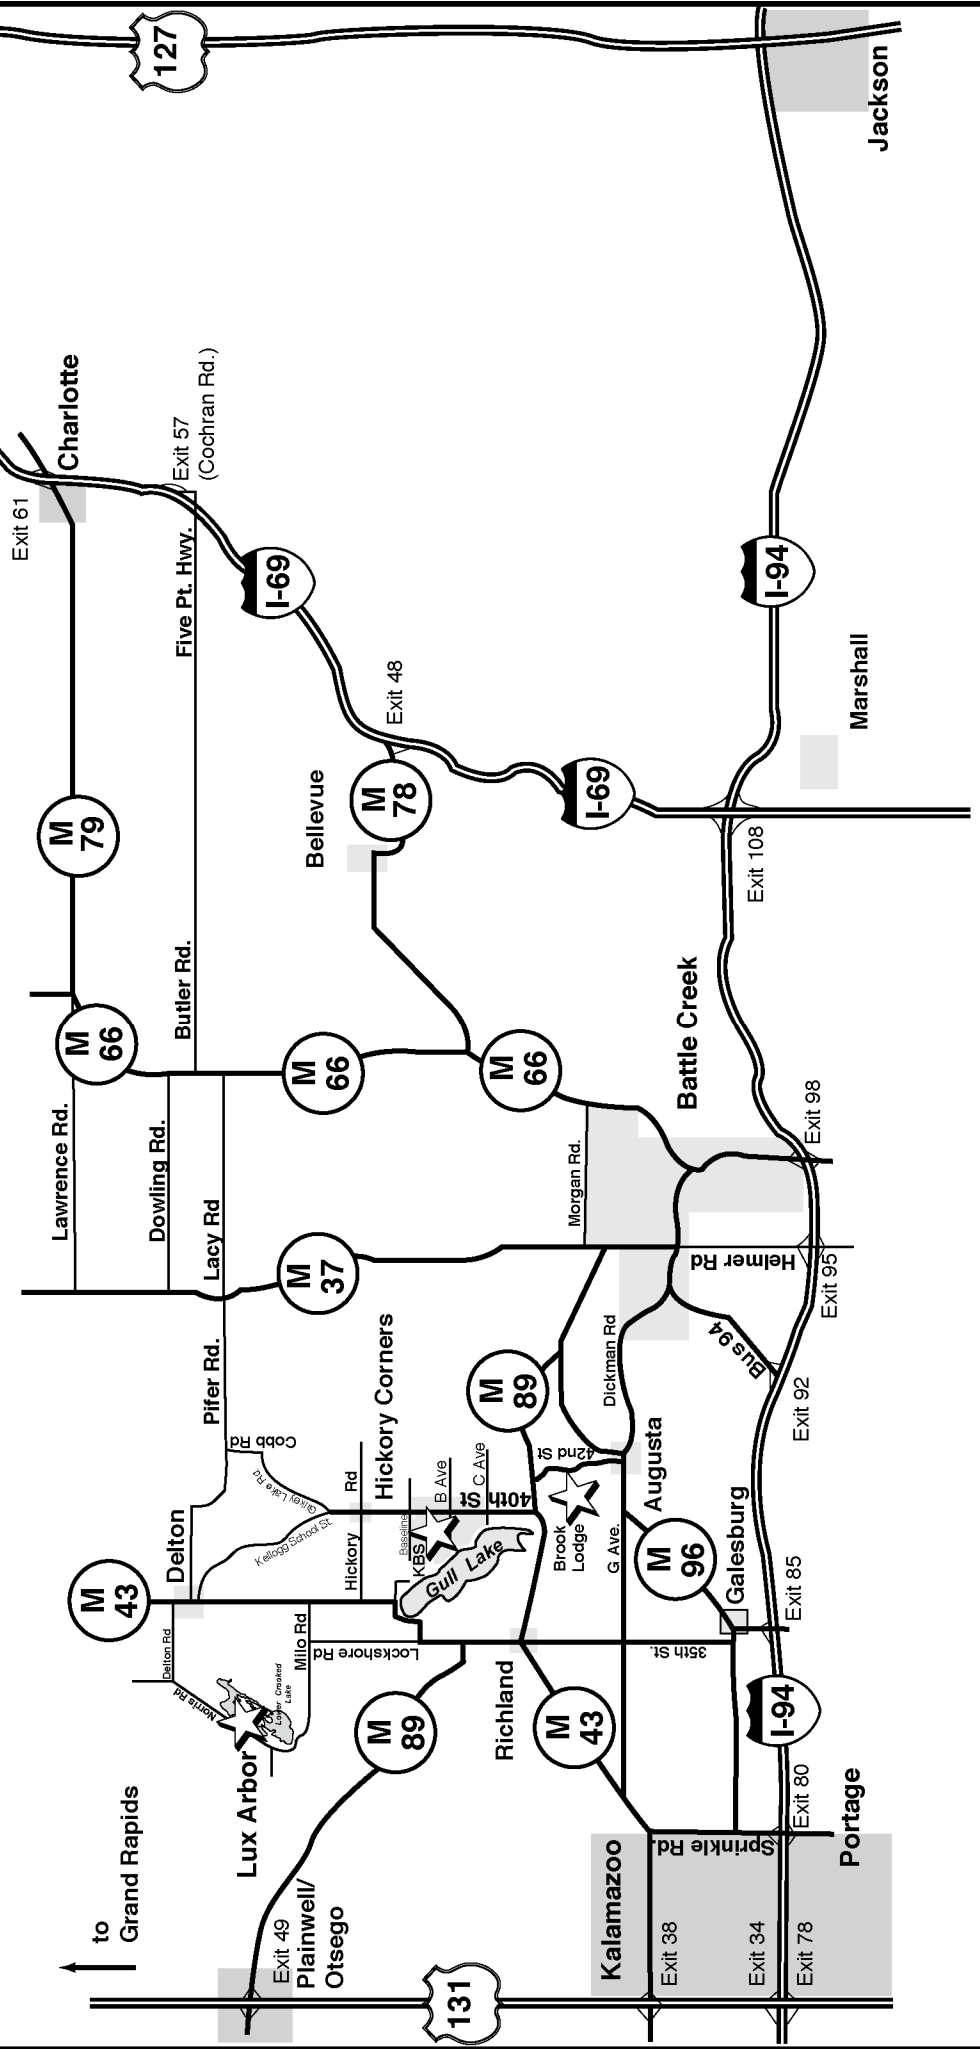 127
Jackson
Charlotte
Exit 61
Exit 57
(Cochran Rd.)
Five Pt. Hwy.
I-69
I-94
Exit 48
Marshall
M
79
Bellevue
M
78
I-69
Exit 108
Butler Rd.
M
66
M
66
M
66
Battle Creek
Exit 98
Lawrence Rd.
Dowling Rd.
Lacy Rd
Morgan Rd.
M
37
Helmer Rd
Exit 95
Pifer Rd.
Hickory Corners
M
89
Dickman Rd
Bus 94
Exit 92
Cobb Rd
Gilkey Lake Rd
Kellogg School St
Hickory
Rd
Baseline
B Ave
C Ave
40th St
42nd St
KBS
Gull Lake
Brook
Lodge
G Ave.
Augusta
M
96
Galesburg
Exit 85
Delton
M
43
Delton Rd
Norris Rd
Milo Rd
Lockshore Rd
35th St.
Lower Crooked
Lake
Lux Arbor
M
89
Richland
M
43
I-94
Exit 80
Portage
Sprinkle Rd.
Kalamazoo
to
Grand Rapids
Exit 49
Plainwell/
Otsego
131
Exit 38
Exit 34
Exit 78